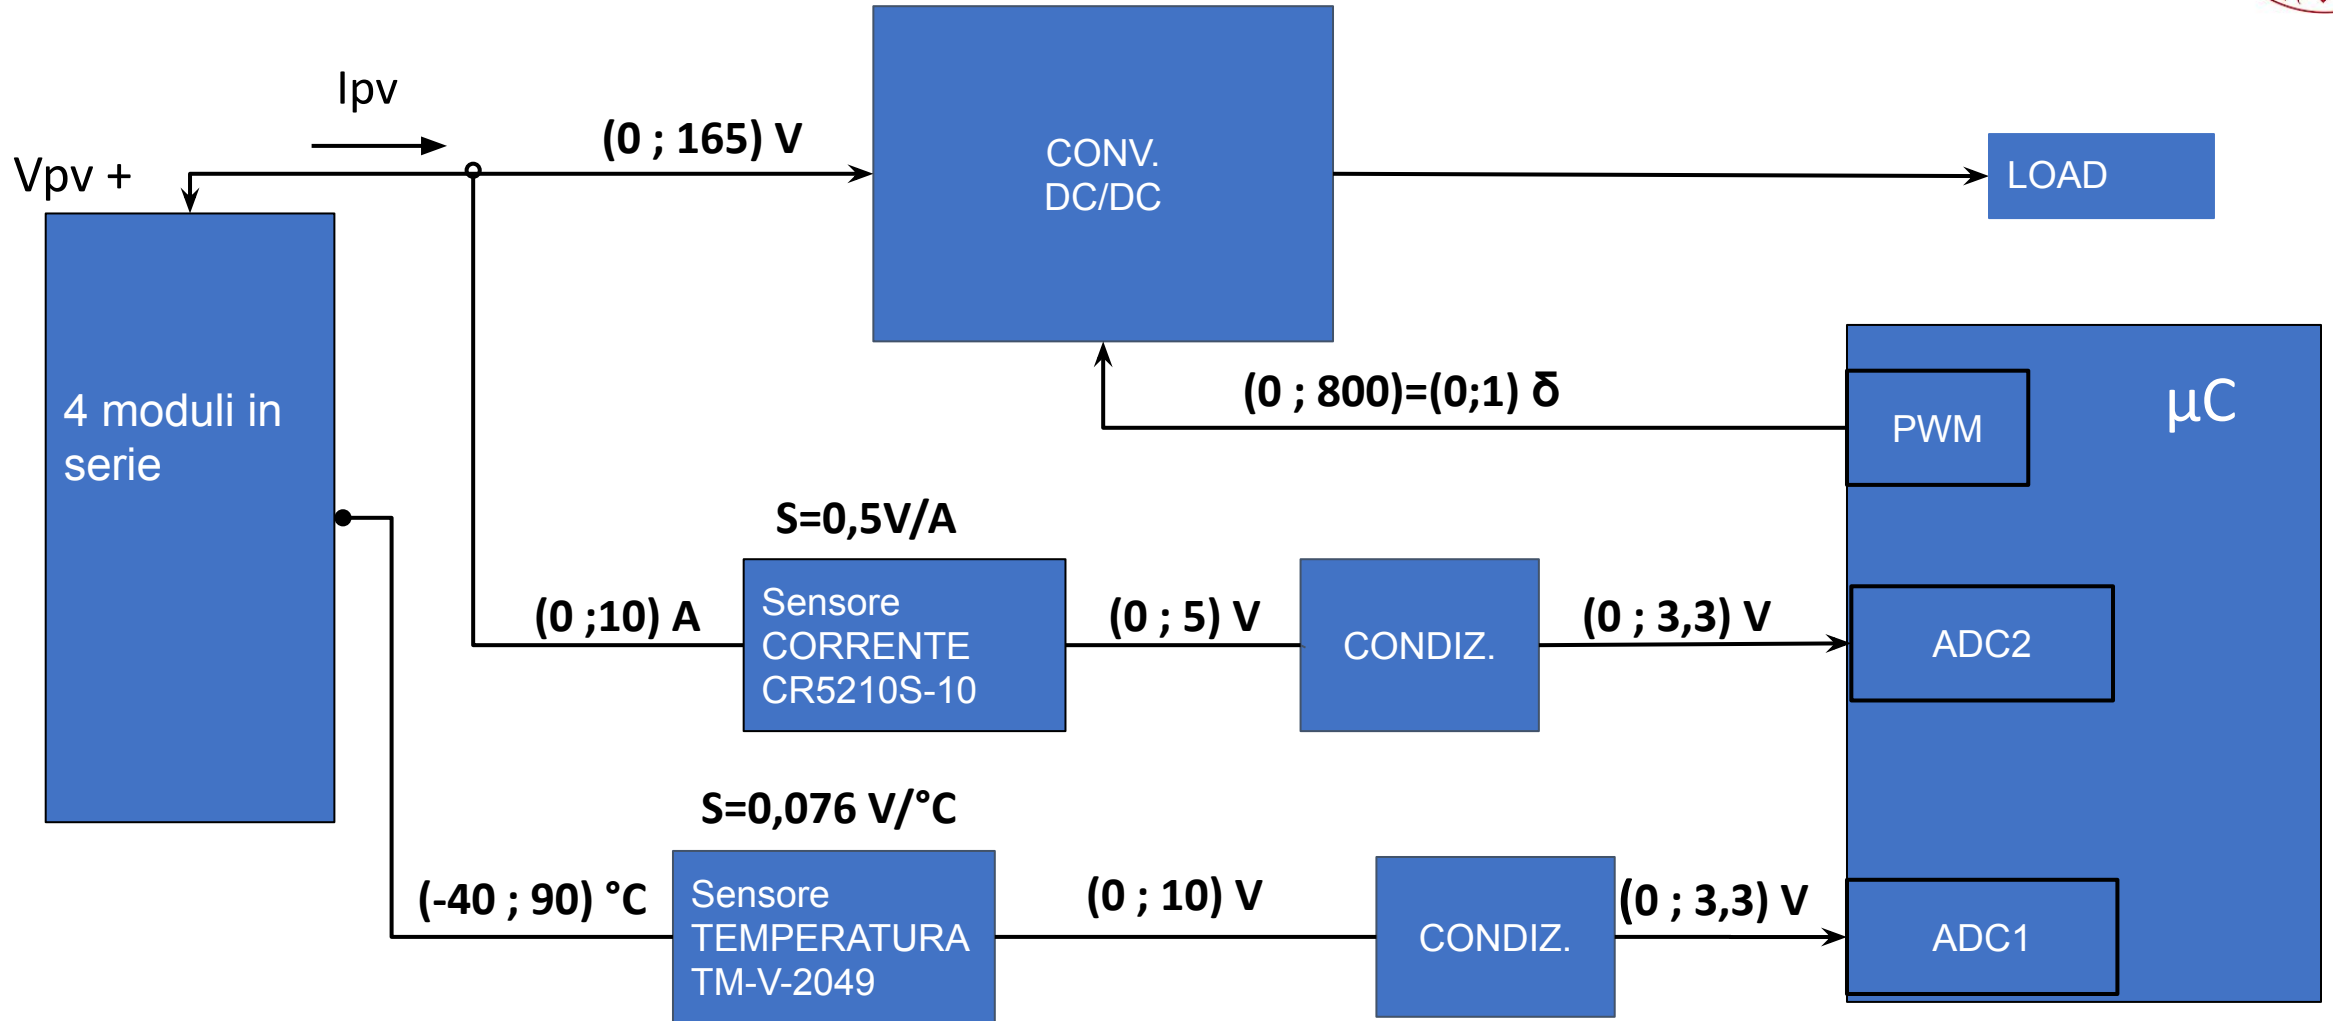 Ipv
(0 ; 165) V
Vpv +
CONV.
DC/DC
LOAD
4 moduli in
serie
(0 ; 800)=(0;1) δ
PWM
µC
S=0,5V/A
(0 ;10) A
Sensore
CORRENTE
CR5210S-10
(0 ; 5) V
CONDIZ.
(0 ; 3,3) V
ADC2
S=0,076 V/°C
(-40 ; 90) °C
Sensore
TEMPERATURA
TM-V-2049
(0 ; 10) V
CONDIZ.
(0 ; 3,3) V
ADC1